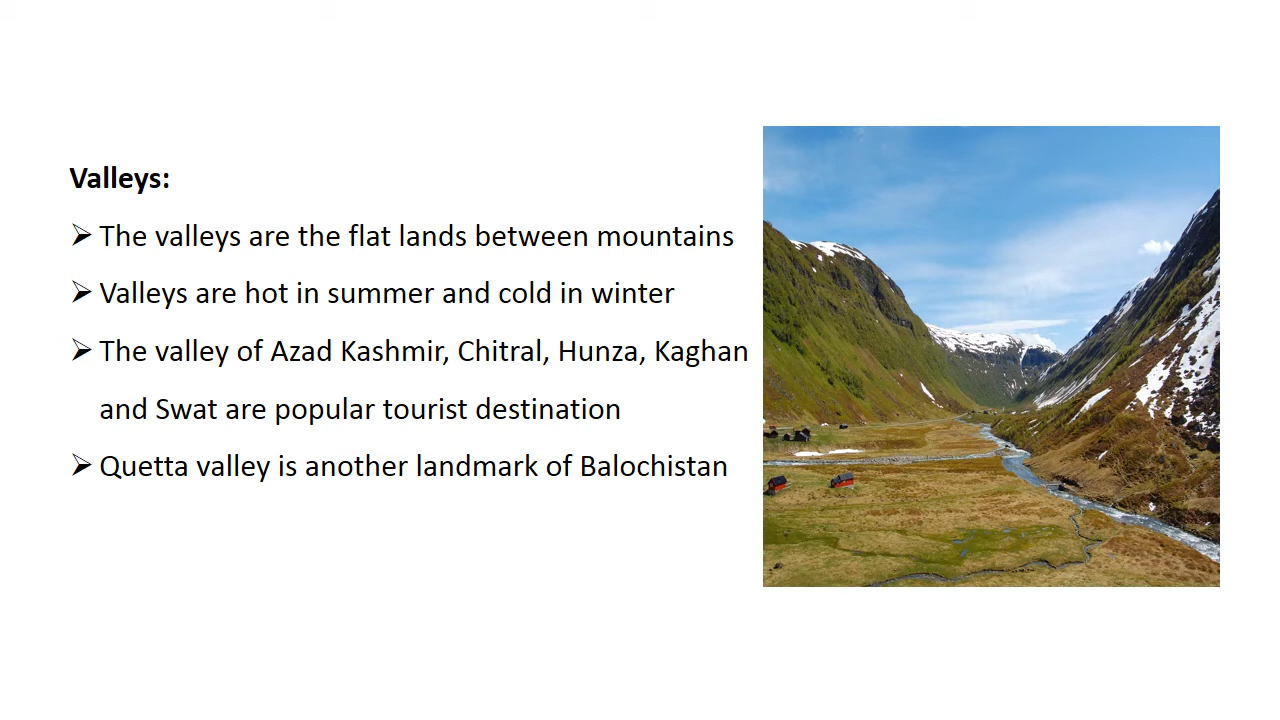 Valleys:
➢ The valleys are the flat lands between mountains
➢ Valleys are hot in summer and cold in winter
➢ The valley of Azad Kashmir, Chitral, Hunza, Kaghan
and Swat are popular tourist destination
➢ Quetta valley is another landmark of Balochistan